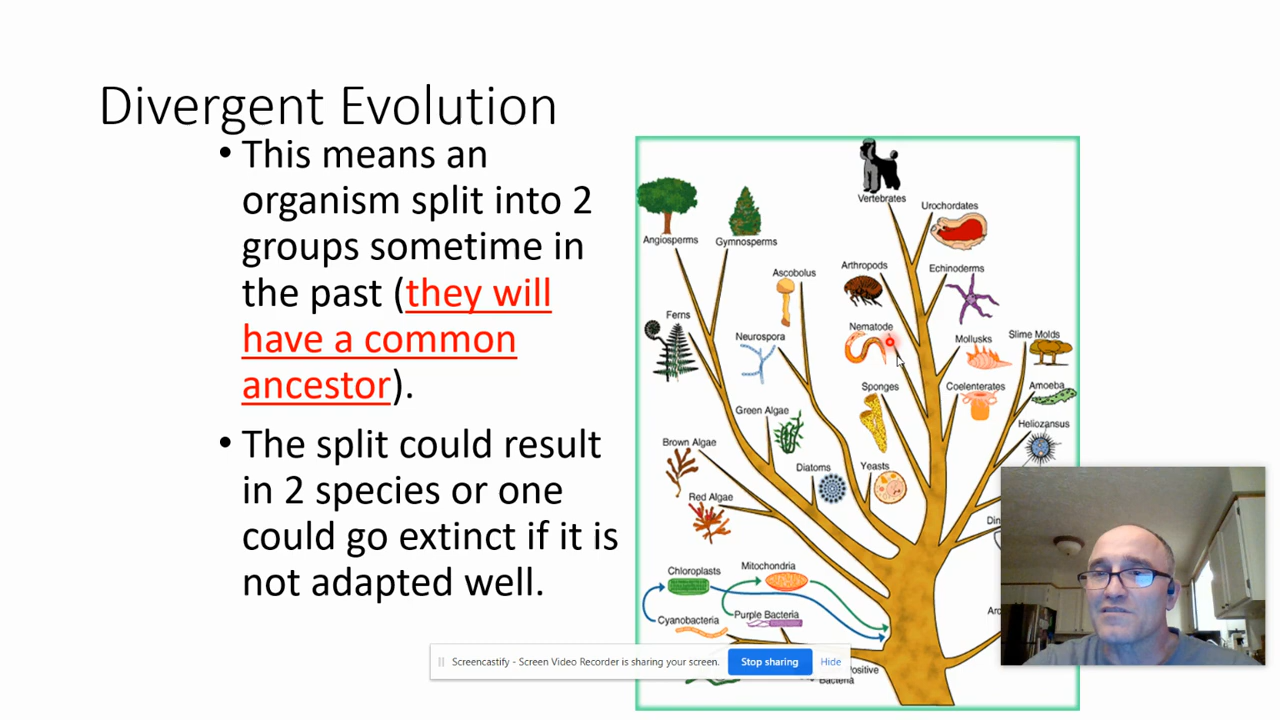 Divergent Evolution
• This means an
organism split into 2
groups sometime in
the past (they will
have a common
ancestor).
• The split could result
in 2 species or one
could go extinct if it is
not adapted well.
Vertebrates
Urochordates
Angiosperms
Gymnosperms
Ascobolus
Arthropods
Echinoderms
Ferns
Neurospora
Nematode
Mollusks
Slime Molds
Sponges
Coelenterates
Amoeba
Green Algae
Heliozansus
Brown Algae
Diatoms
Yeasts
Red Algae
Din
Chloroplasts
Mitochondria
Cyanobacteria
Purple Bacteria
Arc
Screencastify - Screen Video Recorder is sharing your screen.
Stop sharing
Hide
ositive
Bacteria